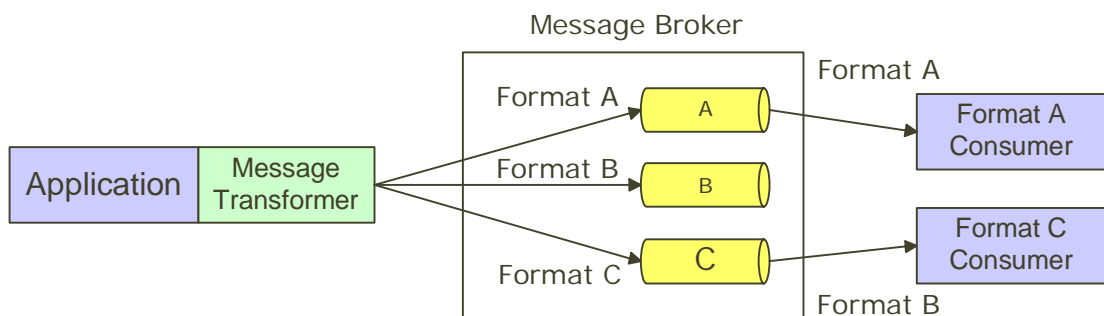 Message Broker
Format A
Format A
A
Format A
Consumer
Application
Message
Transformer
Format B
B
Format C
C
Format C
Consumer
Format B